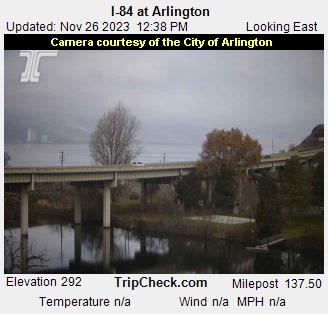 I-84 at Arlington
Updated: Nov 26 2023 12:38 PM Looking East
Camera courtesy of the City of Arlington
Elevation 292 TripCheck.com Milepost 137.50
Temperature n/a Wind n/a MPH n/a